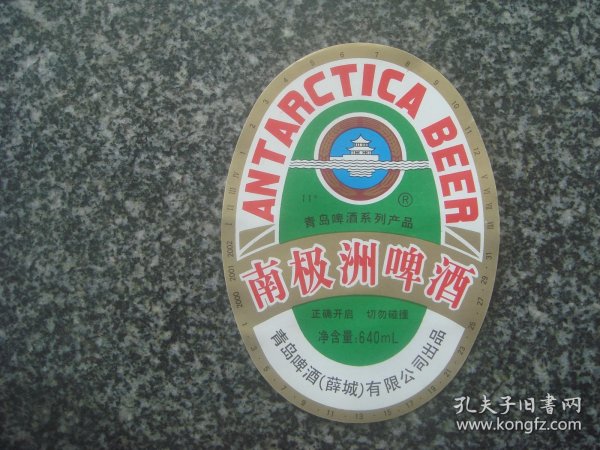 ANTARCTICA BEER
11°
®
青岛啤酒系列产品
南极洲啤酒
正确开启 切勿碰撞
净含量:640mL
青岛啤酒(薛城)有限公司出品
孔夫子旧书网
www.kongfz.com